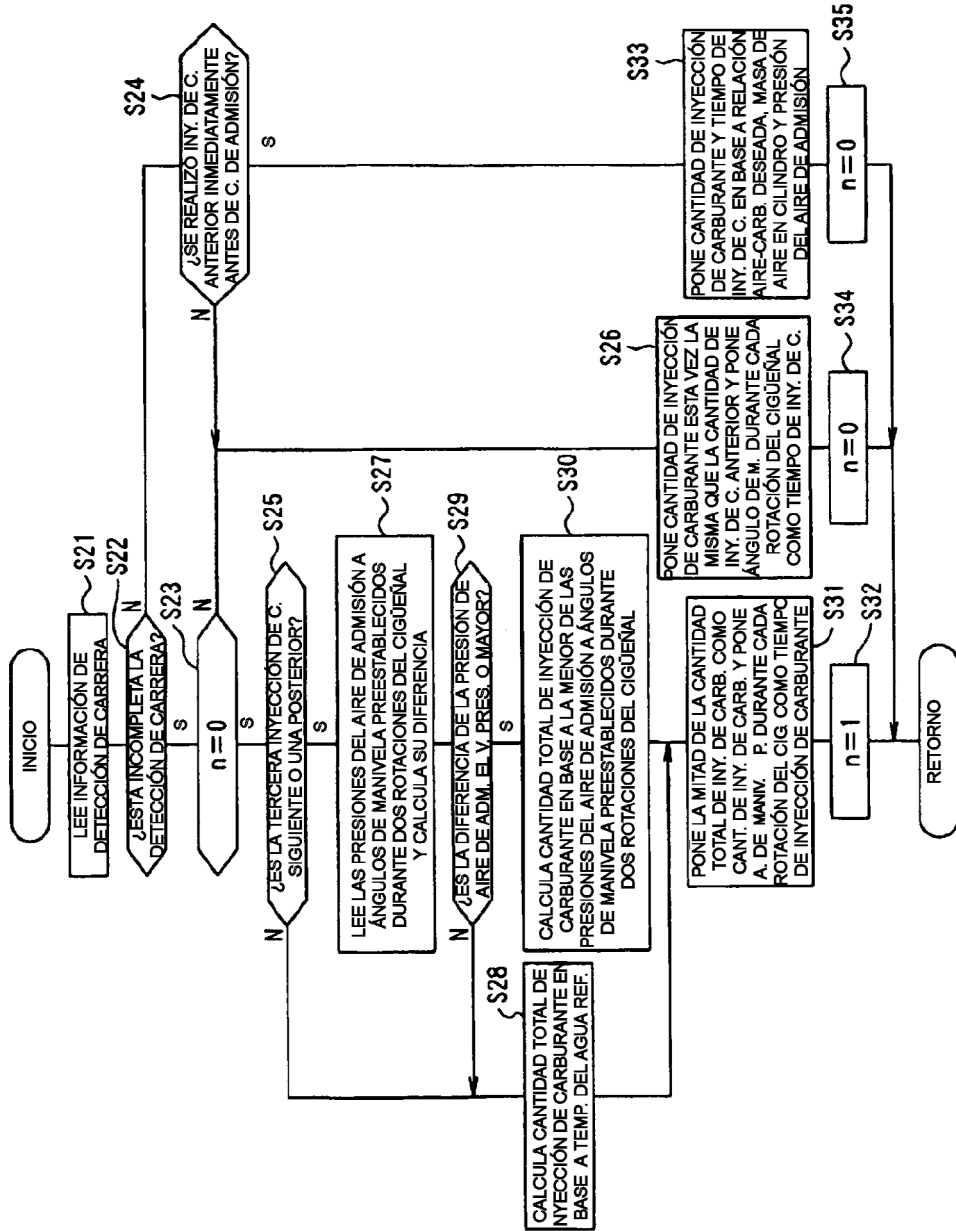 INICIO
LEE INFORMACIÓN DE
DETECCIÓN DE CARRERA
S21
¿ESTÁ INCOMPLETA LA
DETECCIÓN DE CARRERA?
S22
N
S
n=0
S23
N
S
¿SE REALIZO INY. DE C.
ANTERIOR INMEDIATAMENTE
ANTES DE C. DE ADMISIÓN?
S24
N
S
¿ES LA TERCERA INYECCIÓN DE C.
SIGUIENTE O UNA POSTERIOR?
S25
N
S
LEE LAS PRESIONES DEL AIRE DE ADMISIÓN A
ÁNGULOS DE MANIVELA PREESTABLECIDOS
DURANTE DOS ROTACIONES DEL CIGÜEÑAL
Y CALCULA SU DIFERENCIA
S27
¿ES LA DIFERENCIA DE LA PRESIÓN DE
AIRE DE ADM. EL V. PRES. O MAYOR?
S29
N
S
CALCULA CANTIDAD TOTAL DE
NYECCIÓN DE CARBURANTE EN
BASE A TEMP. DEL AGUA REF.
S28
CALCULA CANTIDAD TOTAL DE INYECCIÓN DE
CARBURANTE EN BASE A LA MENOR DE LAS
PRESIONES DEL AIRE DE ADMISIÓN A ÁNGULOS
DE MANIVELA PREESTABLECIDOS DURANTE
DOS ROTACIONES DEL CIGÜEÑAL
S30
PONE CANTIDAD DE INYECCIÓN
DE CARBURANTE ESTA VEZ LA
MISMA QUE LA CANTIDAD DE
INY. DE C. ANTERIOR Y PONE
ÁNGULO DE M. DURANTE CADA
ROTACIÓN DEL CIGÜEÑAL
COMO TIEMPO DE INY. DE C.
S26
PONE CANTIDAD DE INYECCIÓN
DE CARBURANTE Y TIEMPO DE
INY. DE C. EN BASE A RELACIÓN
AIRE-CARB. DESEADA, MASA DE
AIRE EN CILINDRO Y PRESIÓN
DEL AIRE DE ADMISIÓN
S33
PONE LA MITAD DE LA CANTIDAD
TOTAL DE INY. DE CARB. COMO
CANT. DE INY. DE CARB. Y PONE
A. DE MANIV. P. DURANTE CADA
ROTACIÓN DEL CIG. COMO TIEMPO
DE INYECCIÓN DE CARBURANTE
S31
n=1
S32
n=0
S34
n=0
S35
RETORNO